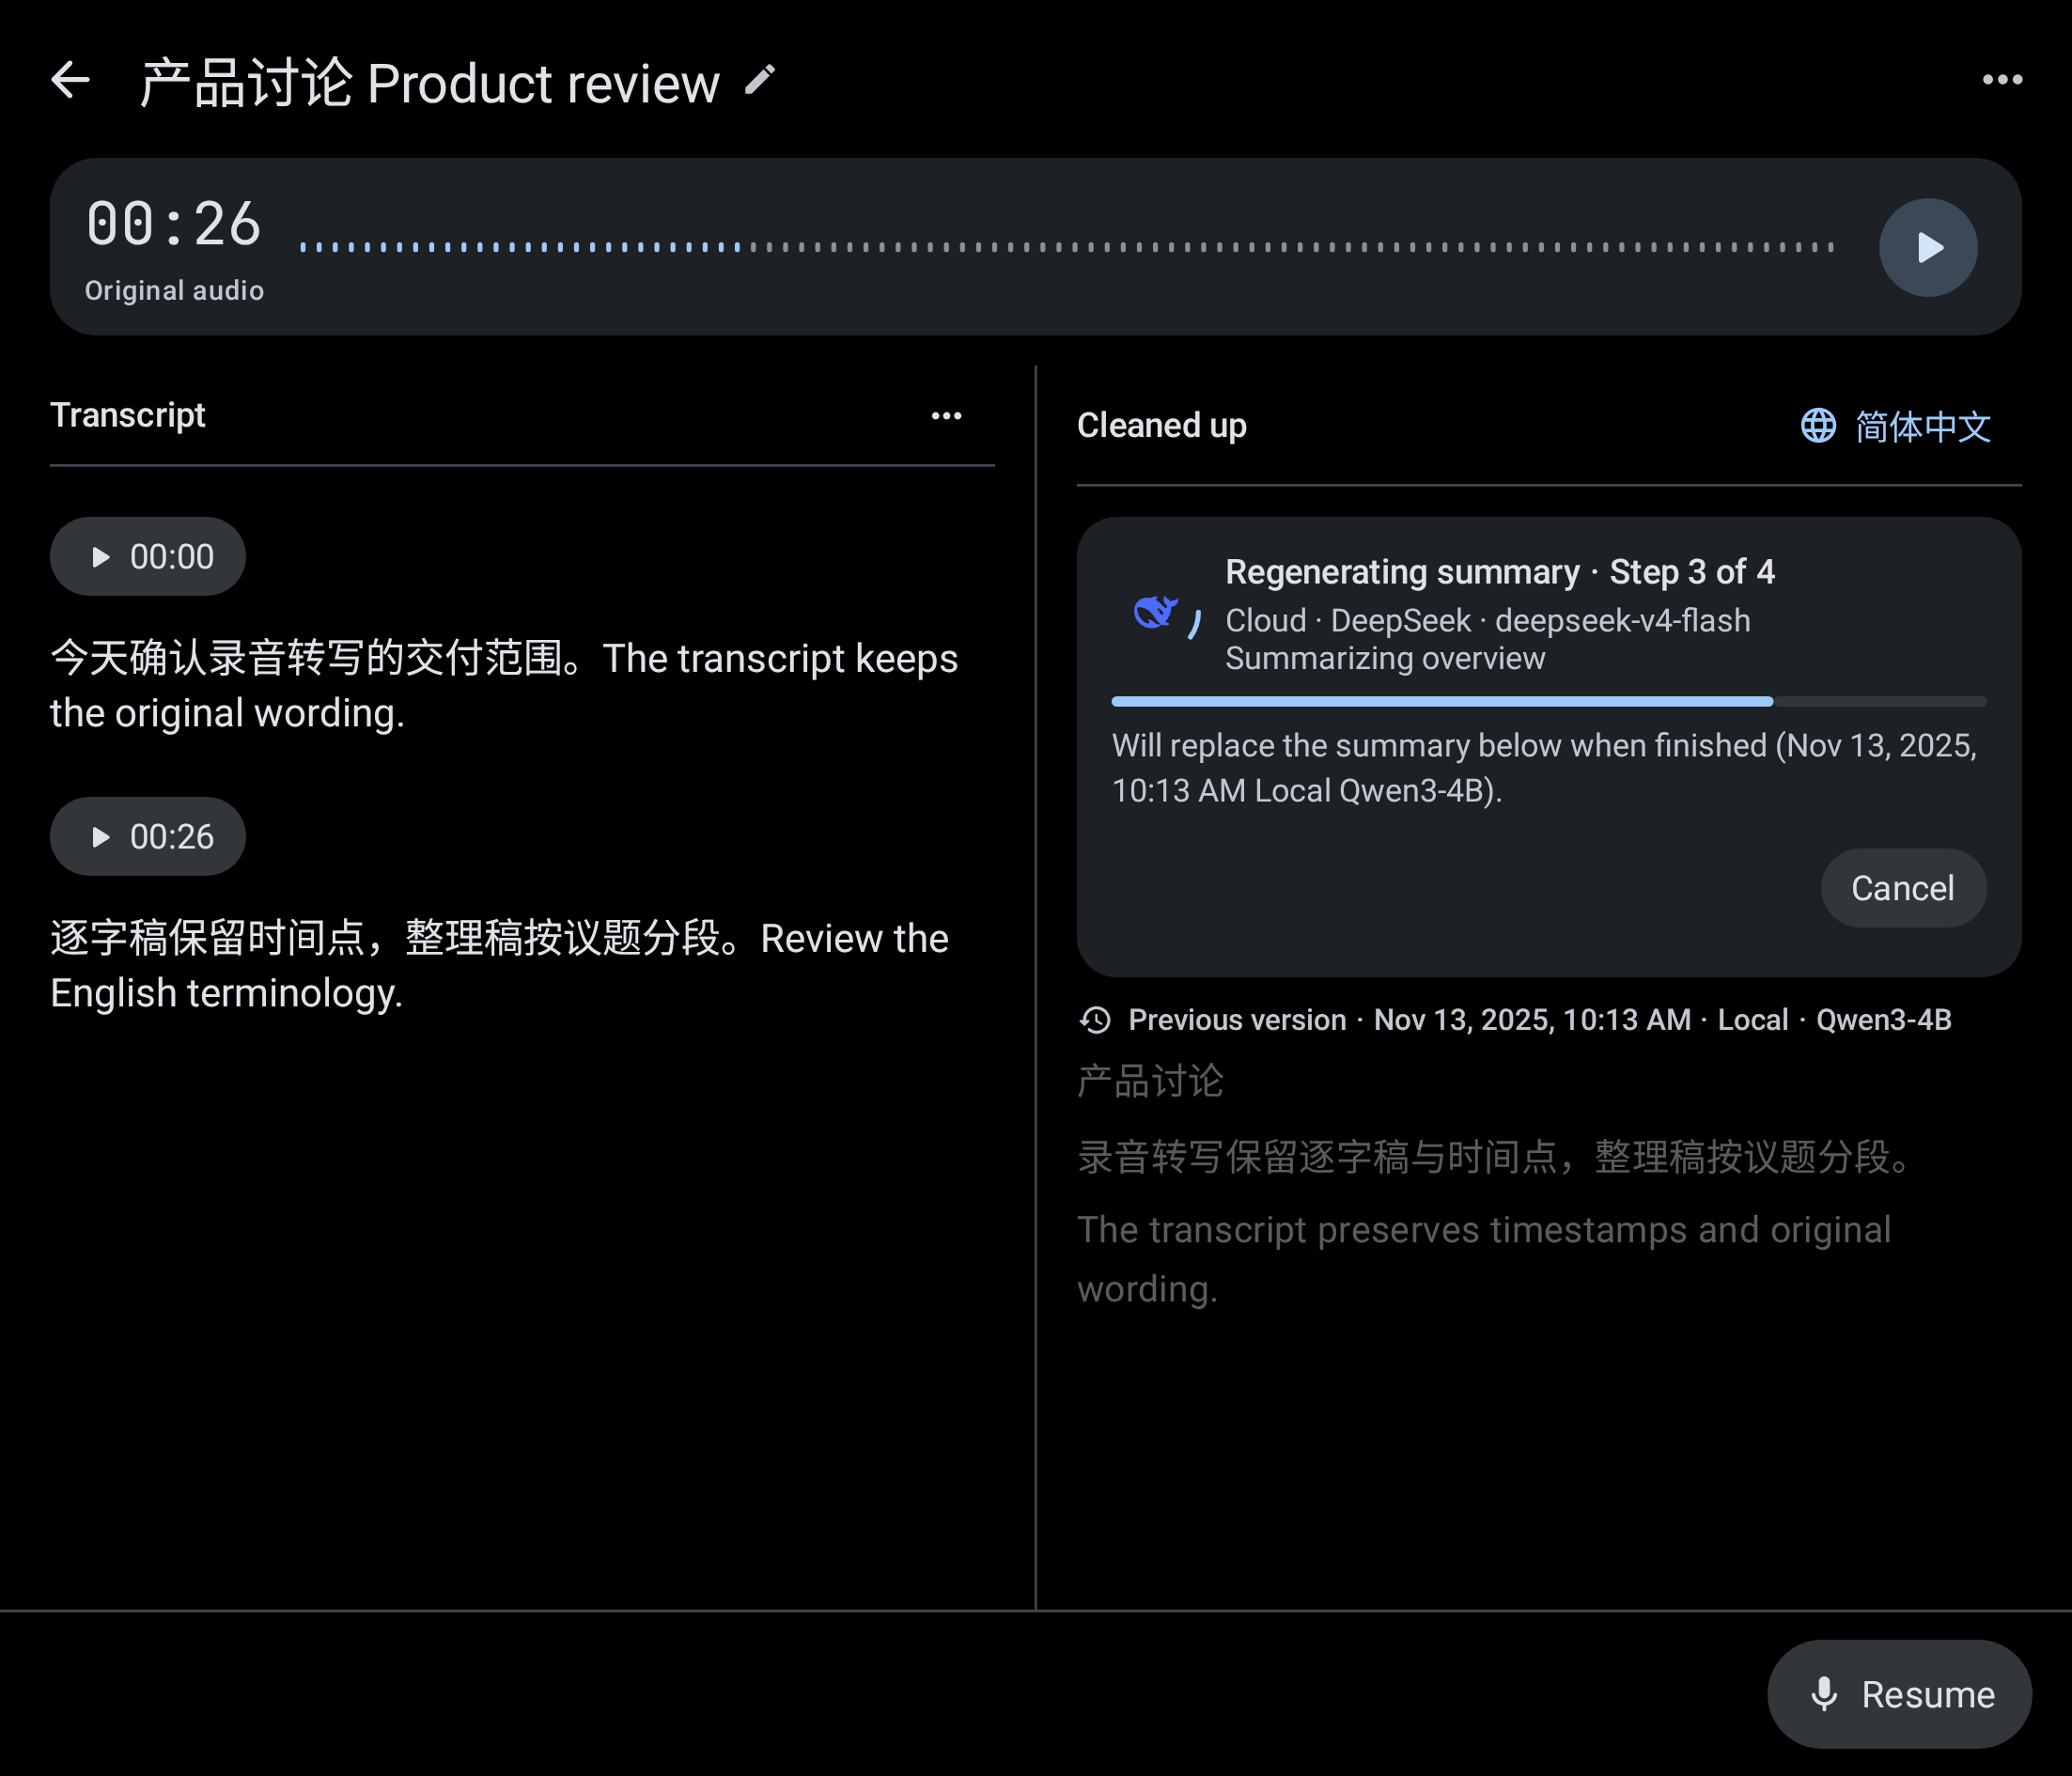 产品讨论 Product review
00:26
Original audio
Transcript
00:00
今天确认录音转写的交付范围。The transcript keeps
the original wording.
00:26
逐字稿保留时间点，整理稿按议题分段。Review the
English terminology.
Cleaned up
简体中文
Regenerating summary · Step 3 of 4
Cloud · DeepSeek · deepseek-v4-flash
Summarizing overview
Will replace the summary below when finished (Nov 13, 2025,
10:13 AM Local Qwen3-4B).
Cancel
Previous version · Nov 13, 2025, 10:13 AM · Local · Qwen3-4B
产品讨论
录音转写保留逐字稿与时间点，整理稿按议题分段。
The transcript preserves timestamps and original
wording.
Resume